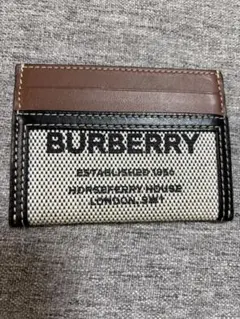 BURBERRY
ESTABLISHED 1856
HORSEFERRY HOUSE
LONDON, SW1